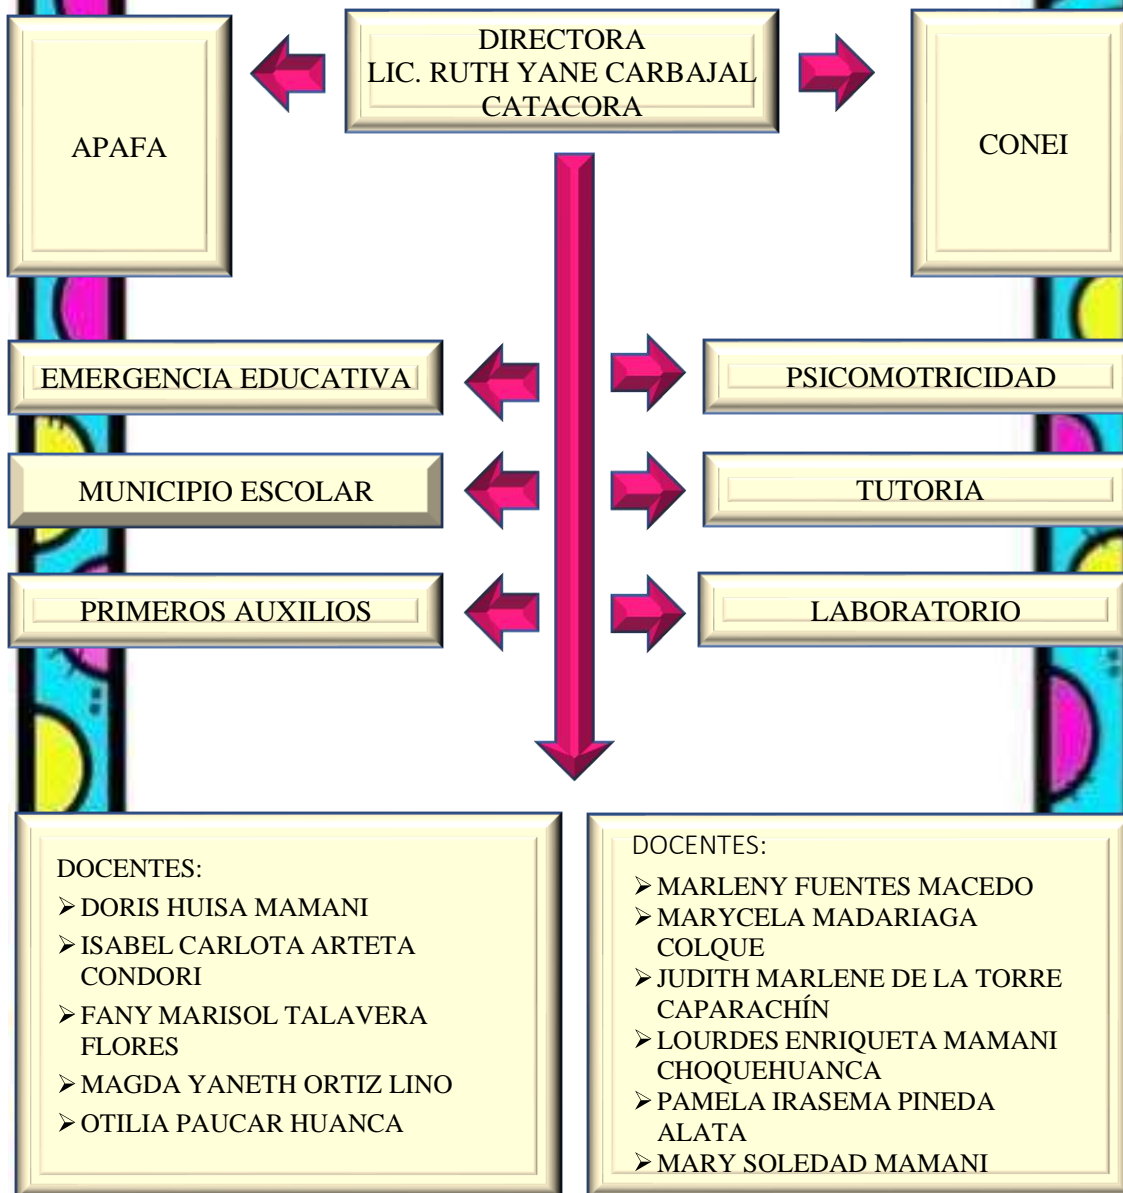 DIRECTORA
LIC. RUTH YANE CARBAJAL
CATACORA
APAFA
CONEI
EMERGENCIA EDUCATIVA
PSICOMOTRICIDAD
MUNICIPIO ESCOLAR
TUTORIA
PRIMEROS AUXILIOS
LABORATORIO
DOCENTES:
➢ DORIS HUISA MAMANI
➢ ISABEL CARLOTA ARTETA
CONDORI
➢ FANY MARISOL TALAVERA
FLORES
➢ MAGDA YANETH ORTIZ LINO
➢ OTILIA PAUCAR HUANCA
DOCENTES:
➢ MARLENY FUENTES MACEDO
➢ MARYCELA MADARIAGA
COLQUE
➢ JUDITH MARLENE DE LA TORRE
CAPARACHÍN
➢ LOURDES ENRIQUETA MAMANI
CHOQUEHUANCA
➢ PAMELA IRASEMA PINEDA
ALATA
➢ MARY SOLEDAD MAMANI